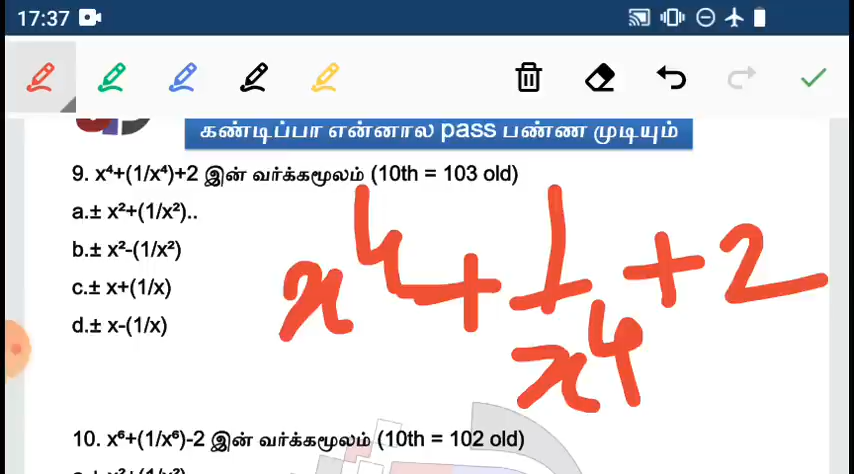 17:37
கண்டிப்பா என்னால pass பண்ண முடியும்
9. x⁴+(1/x⁴)+2 இன் வர்க்கமூலம் (10th = 103 old)
a.± x²+(1/x²)..
b.± x²-(1/x²)
c.± x+(1/x)
d.± x-(1/x)
x⁴ + 1/x⁴ + 2
10. x⁶+(1/x⁶)-2 இன் வர்க்கமூலம் (10th = 102 old)